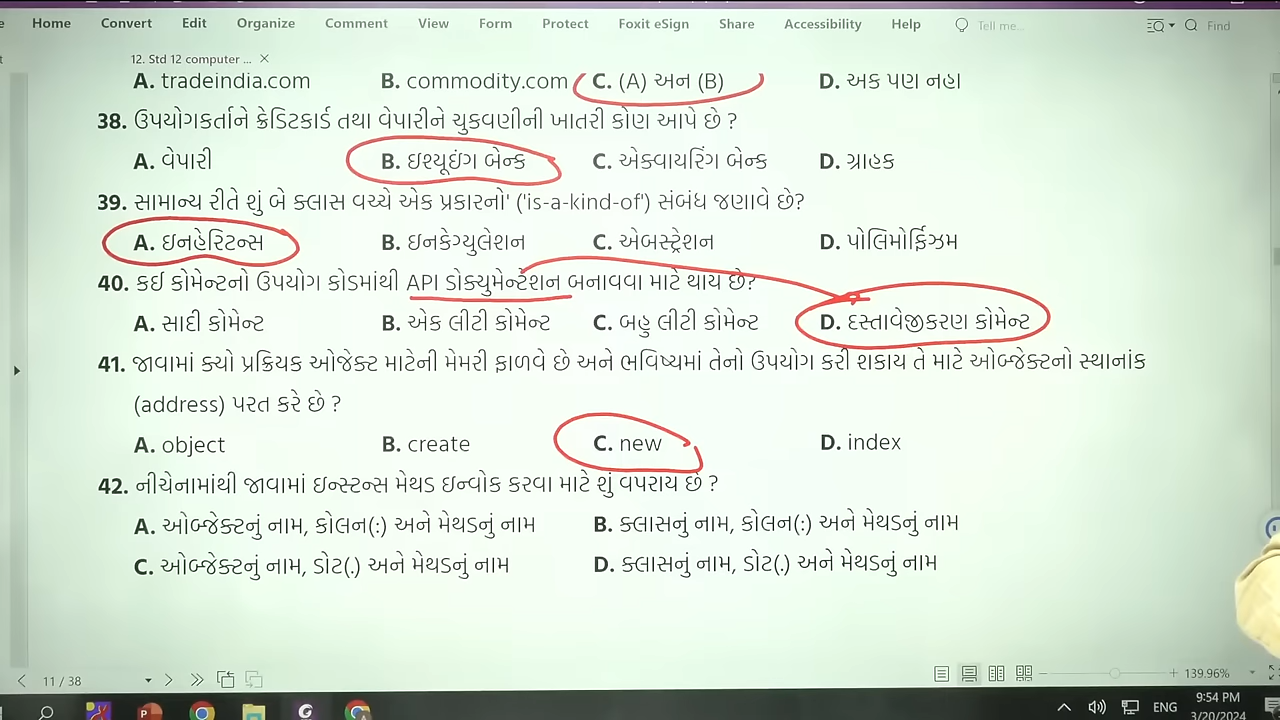 Home Convert Edit Organize Comment View Form Protect Foxit eSign Share Accessibility Help Tell me... Find
12. Std 12 computer ... ×
A. tradeindia.com B. commodity.com C. (A) અન (B) D. અક પણ નહા
38. ઉપયોગકર્તાને ક્રેડિટકાર્ડ તથા વેપારીને ચુકવણીની ખાતરી કોણ આપે છે ?
A. વેપારી B. ઇશ્યૂઇંગ બેન્ક C. એક્વાયરિંગ બેન્ક D. ગ્રાહક
39. સામાન્ય રીતે શું બે ક્લાસ વચ્ચે એક પ્રકારનો' ('is-a-kind-of') સંબંધ જણાવે છે?
A. ઇનહેરિટન્સ B. ઇનકેગ્યુલેશન C. એબસ્ટ્રેશન D. પોલિમોર્ફિઝમ
40. કઈ કોમેન્ટનો ઉપયોગ કોડમાંથી API ડોક્યુમેન્ટેશન બનાવવા માટે થાય છે?
A. સાદી કોમેન્ટ B. એક લીટી કોમેન્ટ C. બહુ લીટી કોમેન્ટ D. દસ્તાવેજીકરણ કોમેન્ટ
41. જાવામાં ક્યો પ્રક્રિયક ઓજેક્ટ માટેની મેમરી ફાળવે છે અને ભવિષ્યમાં તેનો ઉપયોગ કરી શકાય તે માટે ઓબ્જેક્ટનો સ્થાનાંક
(address) પરત કરે છે ?
A. object B. create C. new D. index
42. નીચેનામાંથી જાવામાં ઇન્સ્ટન્સ મેથડ ઇન્વોક કરવા માટે શું વપરાય છે ?
A. ઓબ્જેક્ટનું નામ, કોલન(:) અને મેથડનું નામ B. ક્લાસનું નામ, કોલન(:) અને મેથડનું નામ
C. ઓબ્જેક્ટનું નામ, ડોટ(.) અને મેથડનું નામ D. ક્લાસનું નામ, ડોટ(.) અને મેથડનું નામ
11 / 38 139.96%
9:54 PM
ENG
3/20/2024